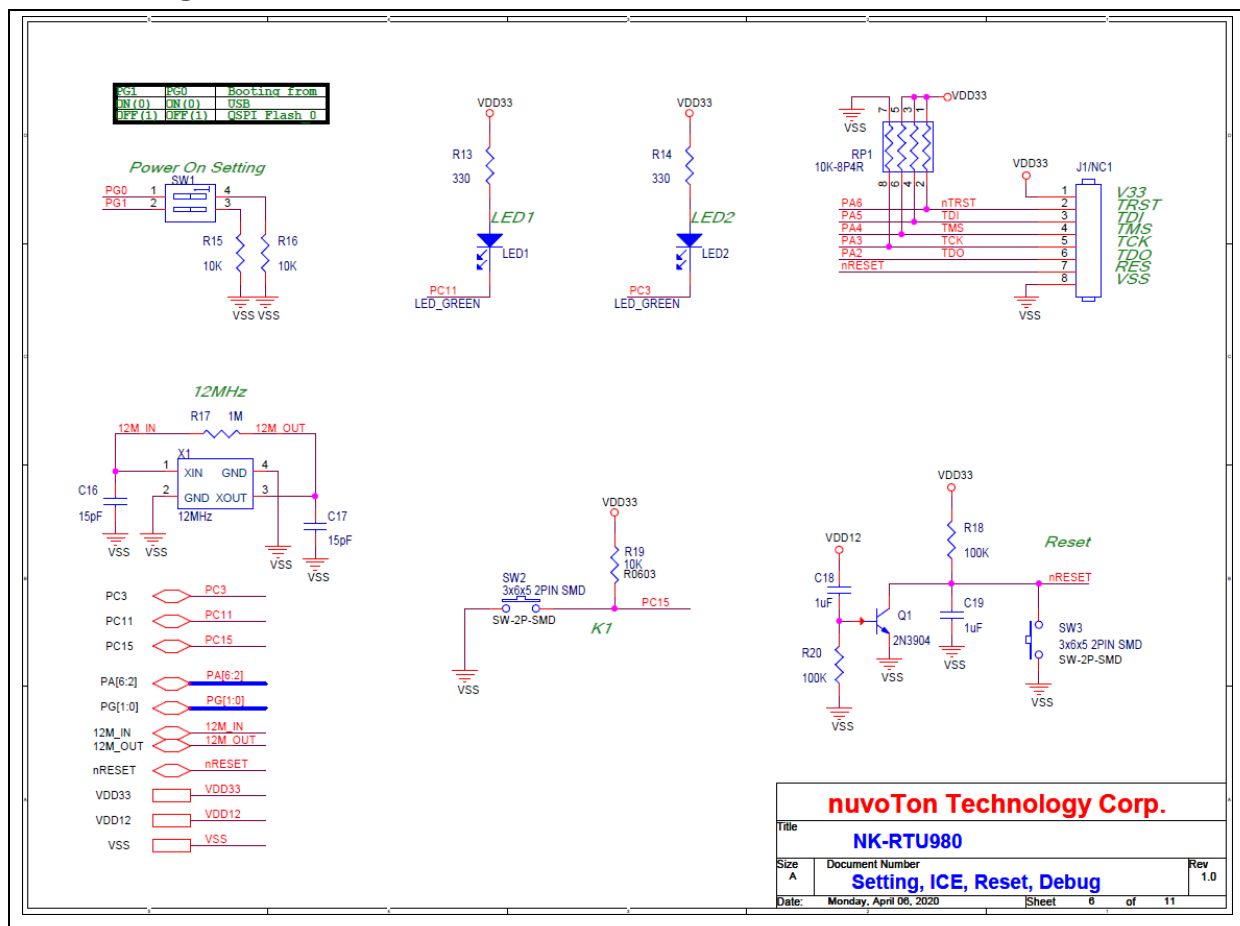 PG1 PG0 Booting from
ON(0) ON(0) USB
OFF(1) OFF(1) QSPI Flash_0
Power On Setting
SW1
PG0 1 4
PG1 2 3
R15
10K
R16
10K
VSS VSS
VDD33
R13
330
LED1
LED1
PC11
LED_GREEN
VDD33
R14
330
LED2
LED2
PC3
LED_GREEN
VDD33
VSS
7 5 3 1
RP1
10K-8P4R
8 6 4 2
VDD33
J1/NC1
1 V33
PA6 nTRST 2 TRST
PA5 TDI 3 TDI
PA4 TMS 4 TMS
PA3 TCK 5 TCK
PA2 TDO 6 TDO
nRESET 7 RES
8 VSS
VSS
12MHz
R17 1M
12M_IN 12M_OUT
X1
1 XIN GND 4
2 GND XOUT 3
12MHz
C16
15pF
C17
15pF
VSS VSS
VSS
VSS
PC3 PC3
PC11 PC11
PC15 PC15
PA[6:2] PA[6:2]
PG[1:0] PG[1:0]
12M_IN 12M_IN
12M_OUT 12M_OUT
nRESET nRESET
VDD33 VDD33
VDD12 VDD12
VSS VSS
VDD33
R19
10K
R0603
SW2
3x6x5 2PIN SMD
SW-2P-SMD
PC15
K1
VSS
VDD33
R18
100K
Reset
VDD12
C18
1uF
nRESET
Q1
2N3904
C19
1uF
SW3
3x6x5 2PIN SMD
SW-2P-SMD
R20
100K
VSS
VSS
VSS
VSS
nuvoTon Technology Corp.
Title
NK-RTU980
Size
A
Document Number
Setting, ICE, Reset, Debug
Rev
1.0
Date: Monday, April 06, 2020 Sheet 6 of 11